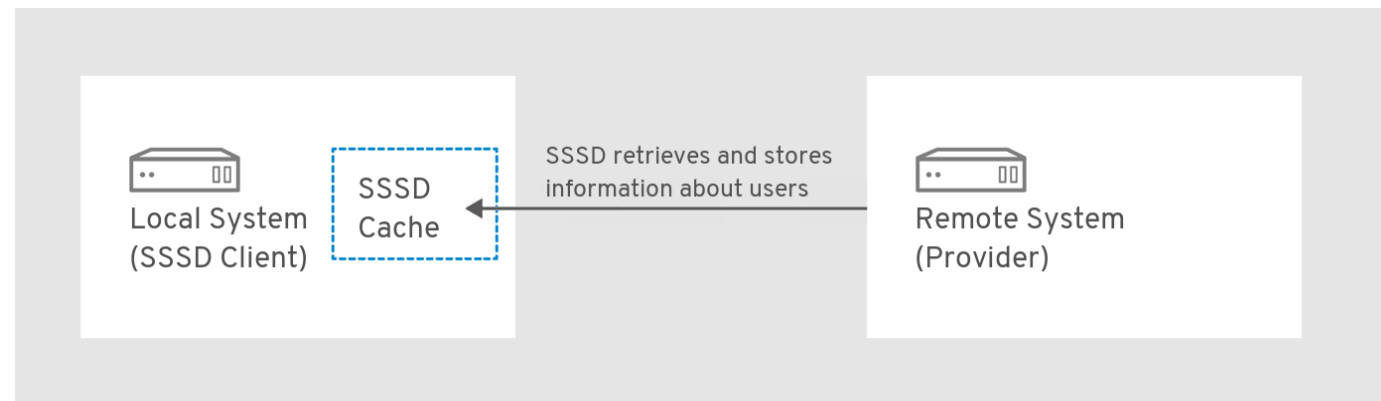 Local System
(SSSD Client)
SSSD
Cache
SSSD retrieves and stores
information about users
Remote System
(Provider)